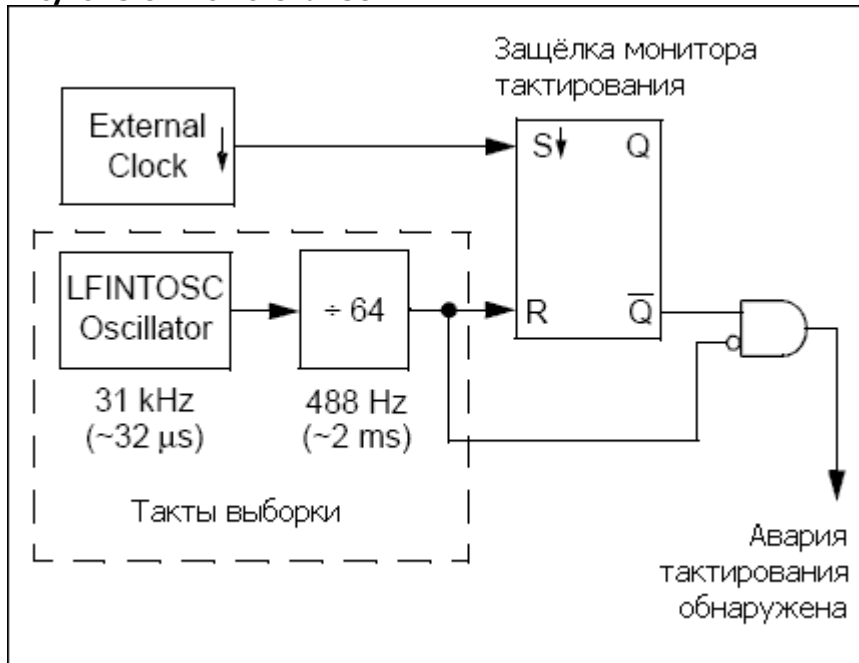 Защёлка монитора
тактирования
External
Clock
S Q
LFINTOSC
Oscillator
÷ 64
R Q̅
31 kHz
(~32 μs)
488 Hz
(~2 ms)
Такты выборки
Авария
тактирования
обнаружена